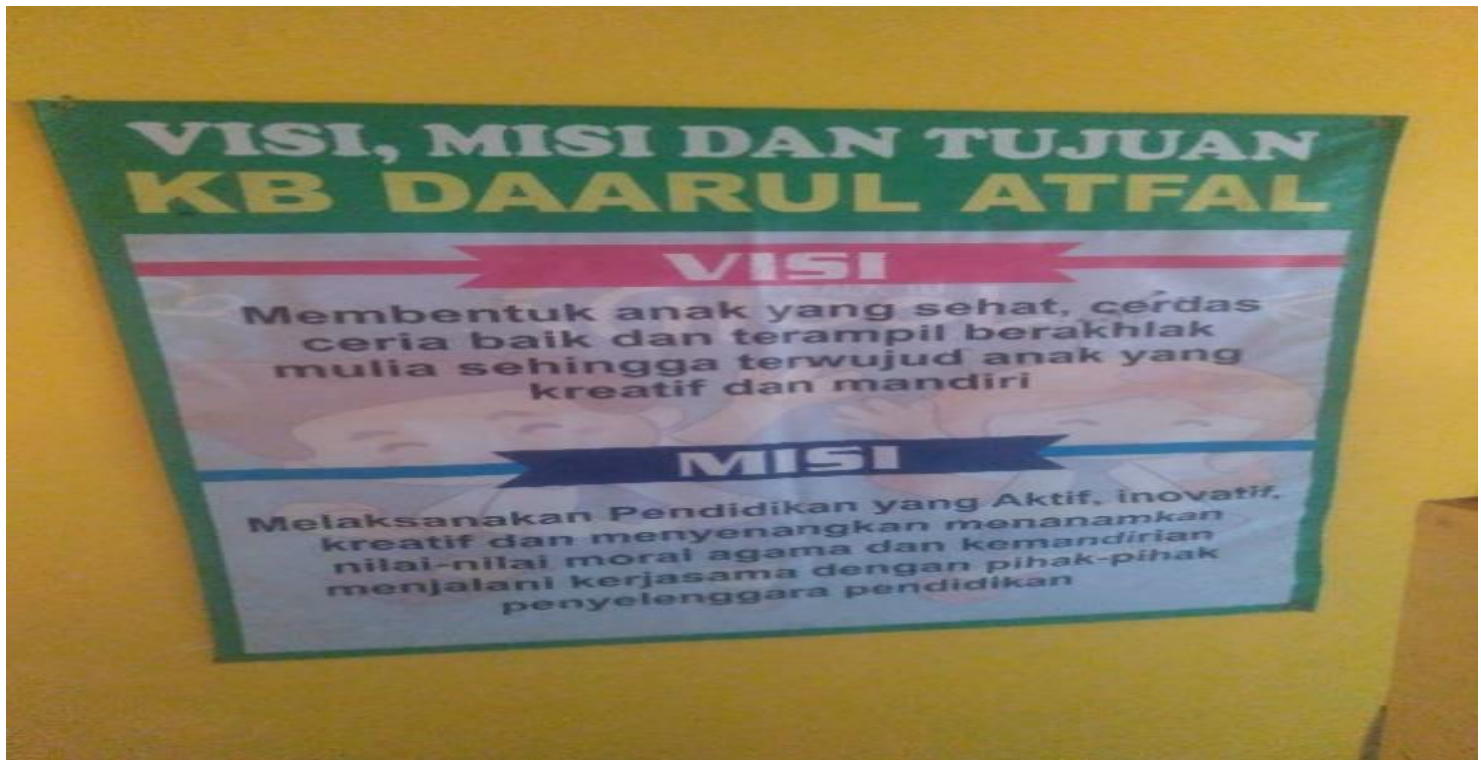 VISI, MISI DAN TUJUAN
KB DAARUL ATFAL
VISI
Membentuk anak yang sehat, cerdas
ceria baik dan terampil berakhlak
mulia sehingga terwujud anak yang
kreatif dan mandiri
MISI
Melaksanakan Pendidikan yang Aktif, inovatif,
kreatif dan menyenangkan menanamkan
nilai-nilai moral agama dan kemandirian
menjalani kerjasama dengan pihak-pihak
penyelenggara pendidikan